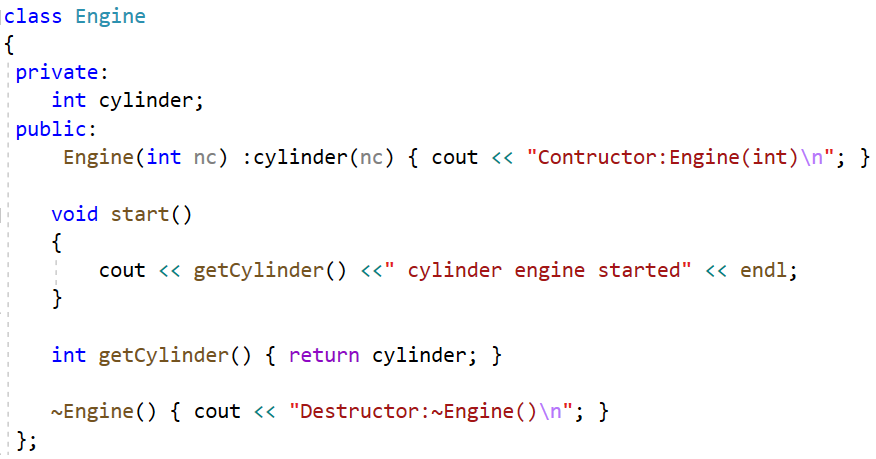 class Engine
{
private:
int cylinder;
public:
Engine(int nc) :cylinder(nc) { cout << "Contructor:Engine(int)\n"; }
void start()
{
cout << getCylinder() <<" cylinder engine started" << endl;
}
int getCylinder() { return cylinder; }
~Engine() { cout << "Destructor:~Engine()\n"; }
};